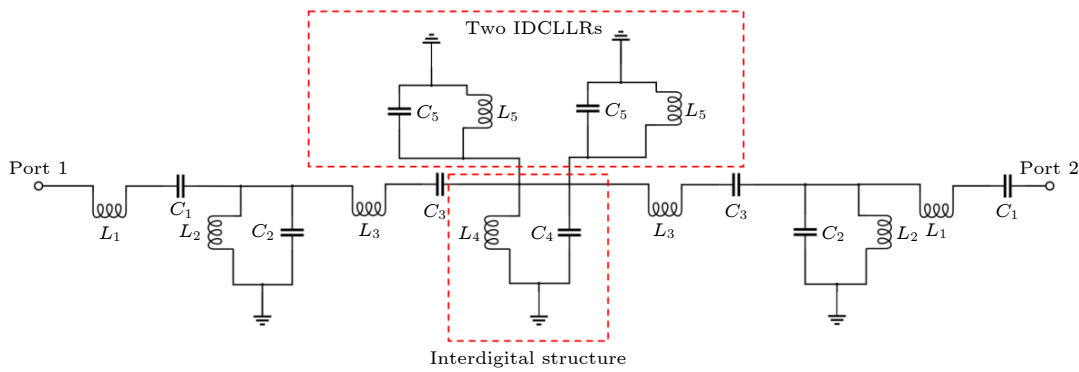 Two IDCLLRs
C5
L5
C5
L5
Port 1
Port 2
C1
L1
L2
C2
L3
C3
L4
C4
L3
C3
C2
L2
L1
C1
Interdigital structure